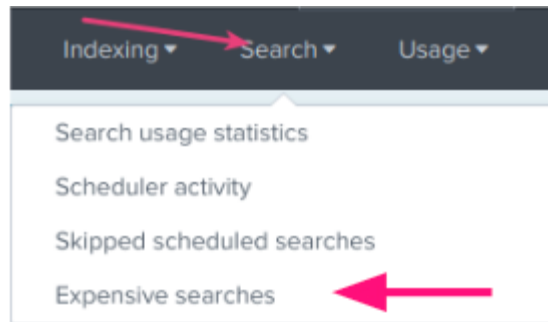 Indexing▾ Search▾ Usage▾
Search usage statistics
Scheduler activity
Skipped scheduled searches
Expensive searches